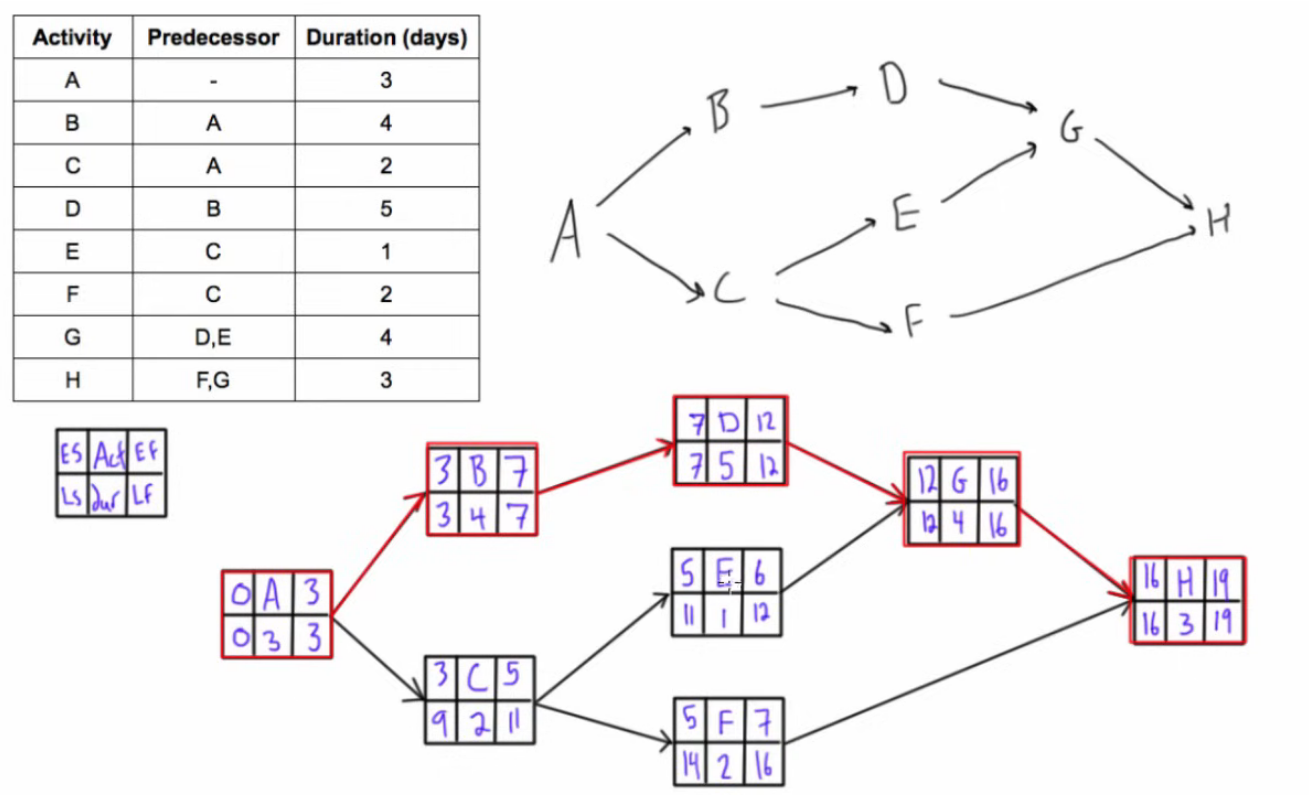 Activity Predecessor Duration (days)
A - 3
B A 4
C A 2
D B 5
E C 1
F C 2
G D,E 4
H F,G 3
B D G
A E H
C F
ES Act EF
LS Dur LF
7 D 12
7 5 12
3 B 7
3 4 7
12 G 16
12 4 16
5 E 6
11 1 12
16 H 19
16 3 19
0 A 3
0 3 3
3 C 5
9 2 11
5 F 7
14 2 16